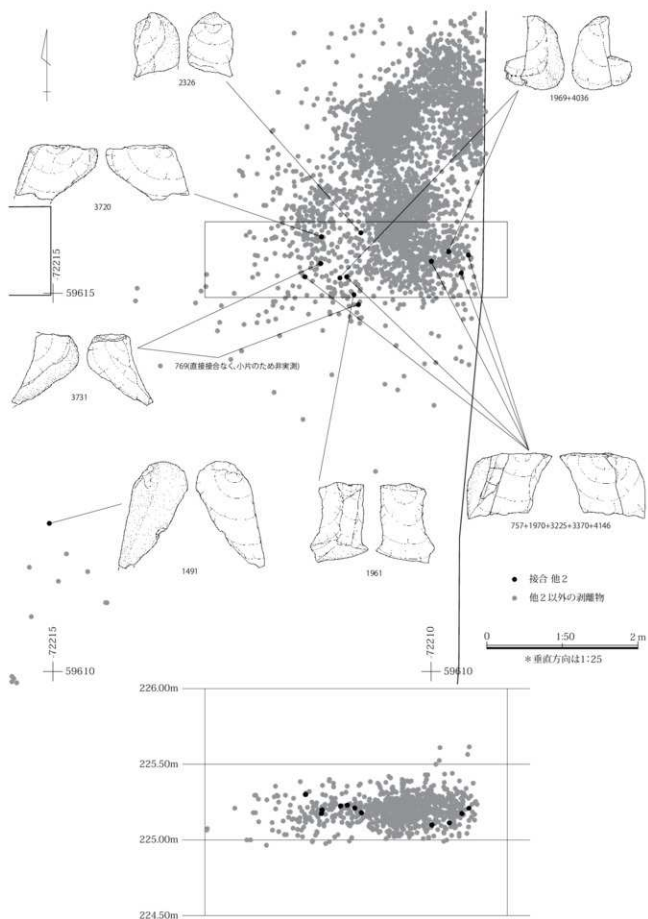 2326
1969+4036
3720
-72215
59615
769(直接接合なく、小片のため非実測)
3731
757+1970+3225+3370+4146
1491
1961
● 接合 他2
● 他2以外の剥離物
-72215
-72210
0 1:50 2 m
*垂直方向は1:25
59610
59610
226.00m
225.50m
225.00m
224.50m